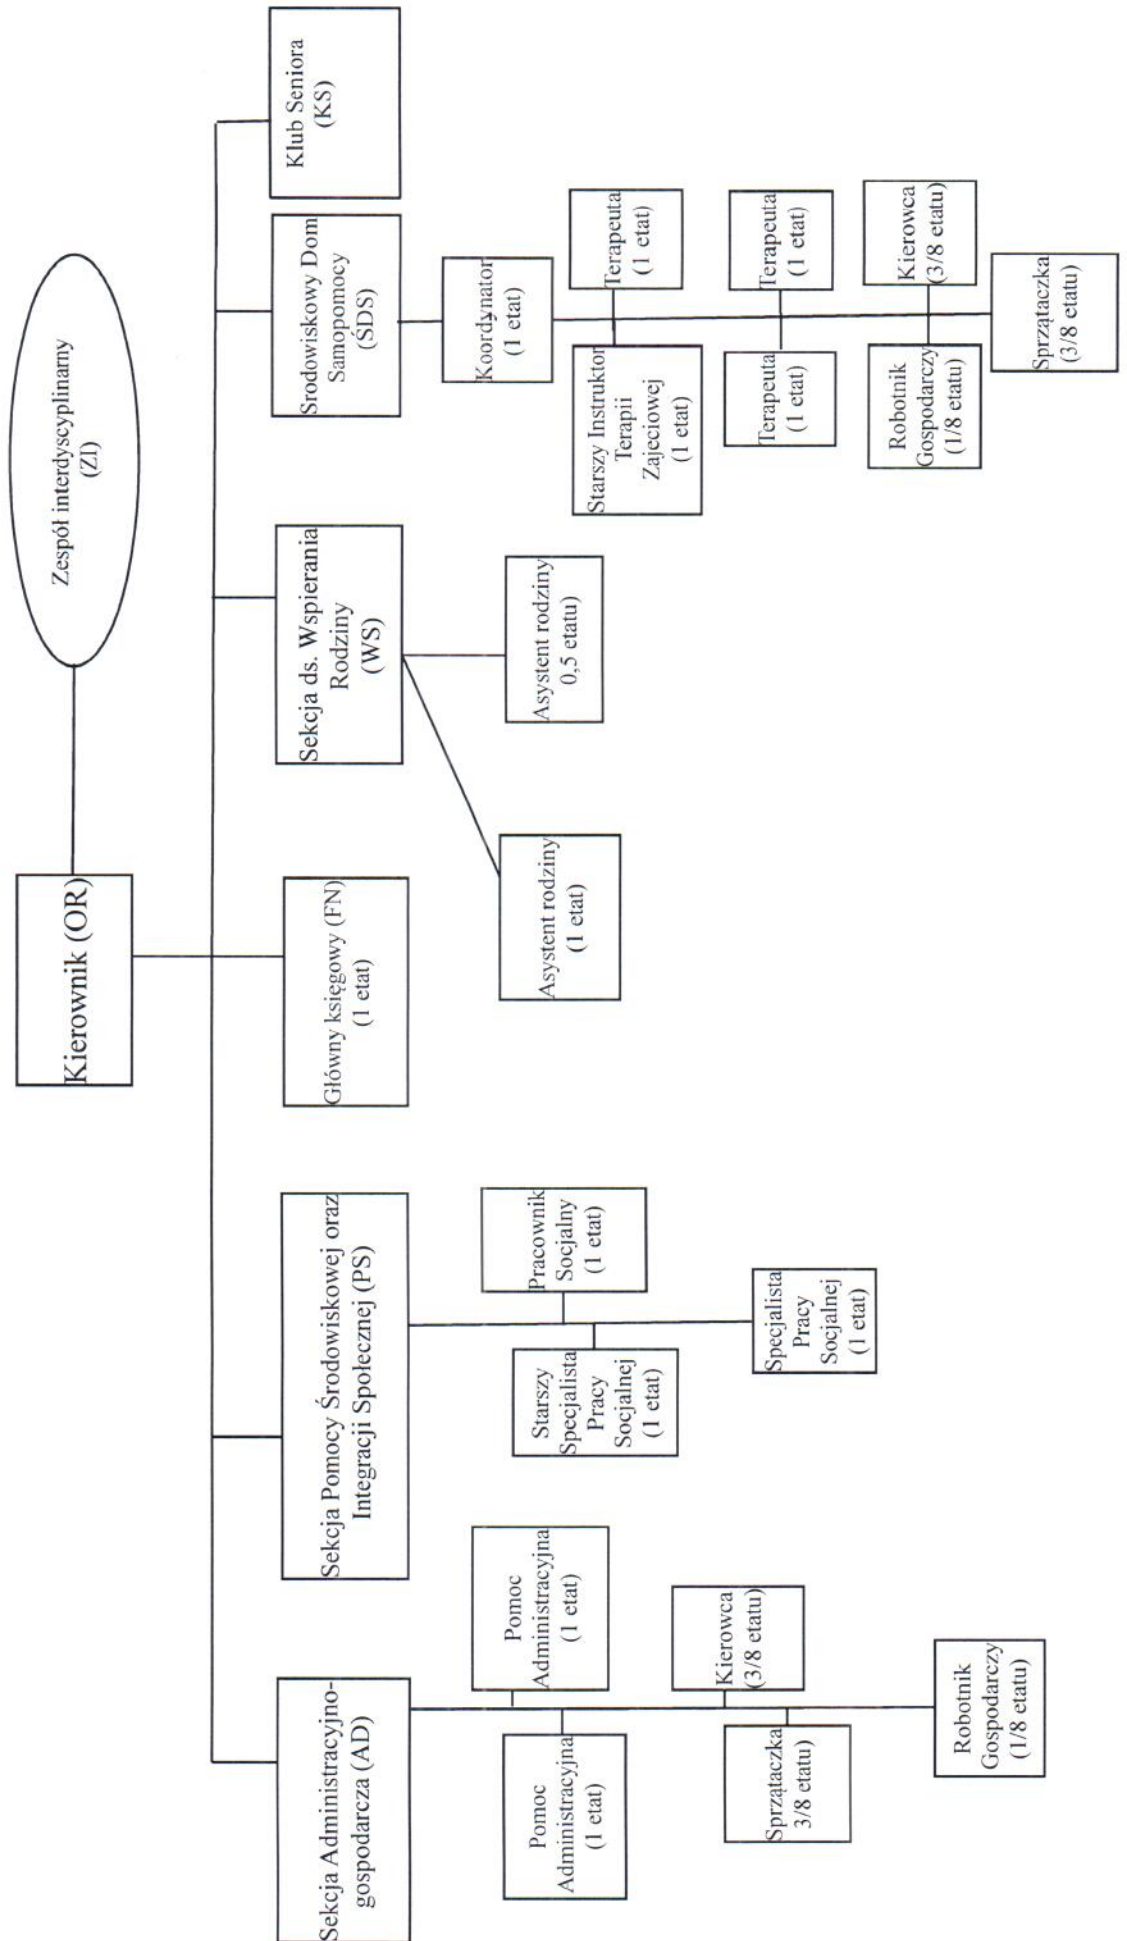 Zespół interdyscyplinarny
(ZI)
Kierownik (OR)
Sekcja Administracyjno-
gospodarcza (AD)
Sekcja Pomocy Środowiskowej oraz
Integracji Społecznej (PS)
Główny księgowy (FN)
(1 etat)
Sekcja ds. Wspierania
Rodziny
(WS)
Środowiskowy Dom
Samopomocy
(ŚDS)
Klub Seniora
(KS)
Pomoc
Administracyjna
(1 etat)
Pomoc
Administracyjna
(1 etat)
Sprzątaczka
3/8 etatu)
Kierowca
(3/8 etatu)
Robotnik
Gospodarczy
(1/8 etatu)
Starszy
Specjalista
Pracy
Socjalnej
(1 etat)
Pracownik
Socjalny
(1 etat)
Specjalista
Pracy
Socjalnej
(1 etat)
Asystent rodziny
(1 etat)
Asystent rodziny
0,5 etatu)
Koordynator
(1 etat)
Starszy Instruktor
Terapii
Zajeciowej
(1 etat)
Terapeuta
(1 etat)
Terapeuta
(1 etat)
Terapeuta
(1 etat)
Robotnik
Gospodarczy
(1/8 etatu)
Kierowca
(3/8 etatu)
Sprzątaczka
(3/8 etatu)